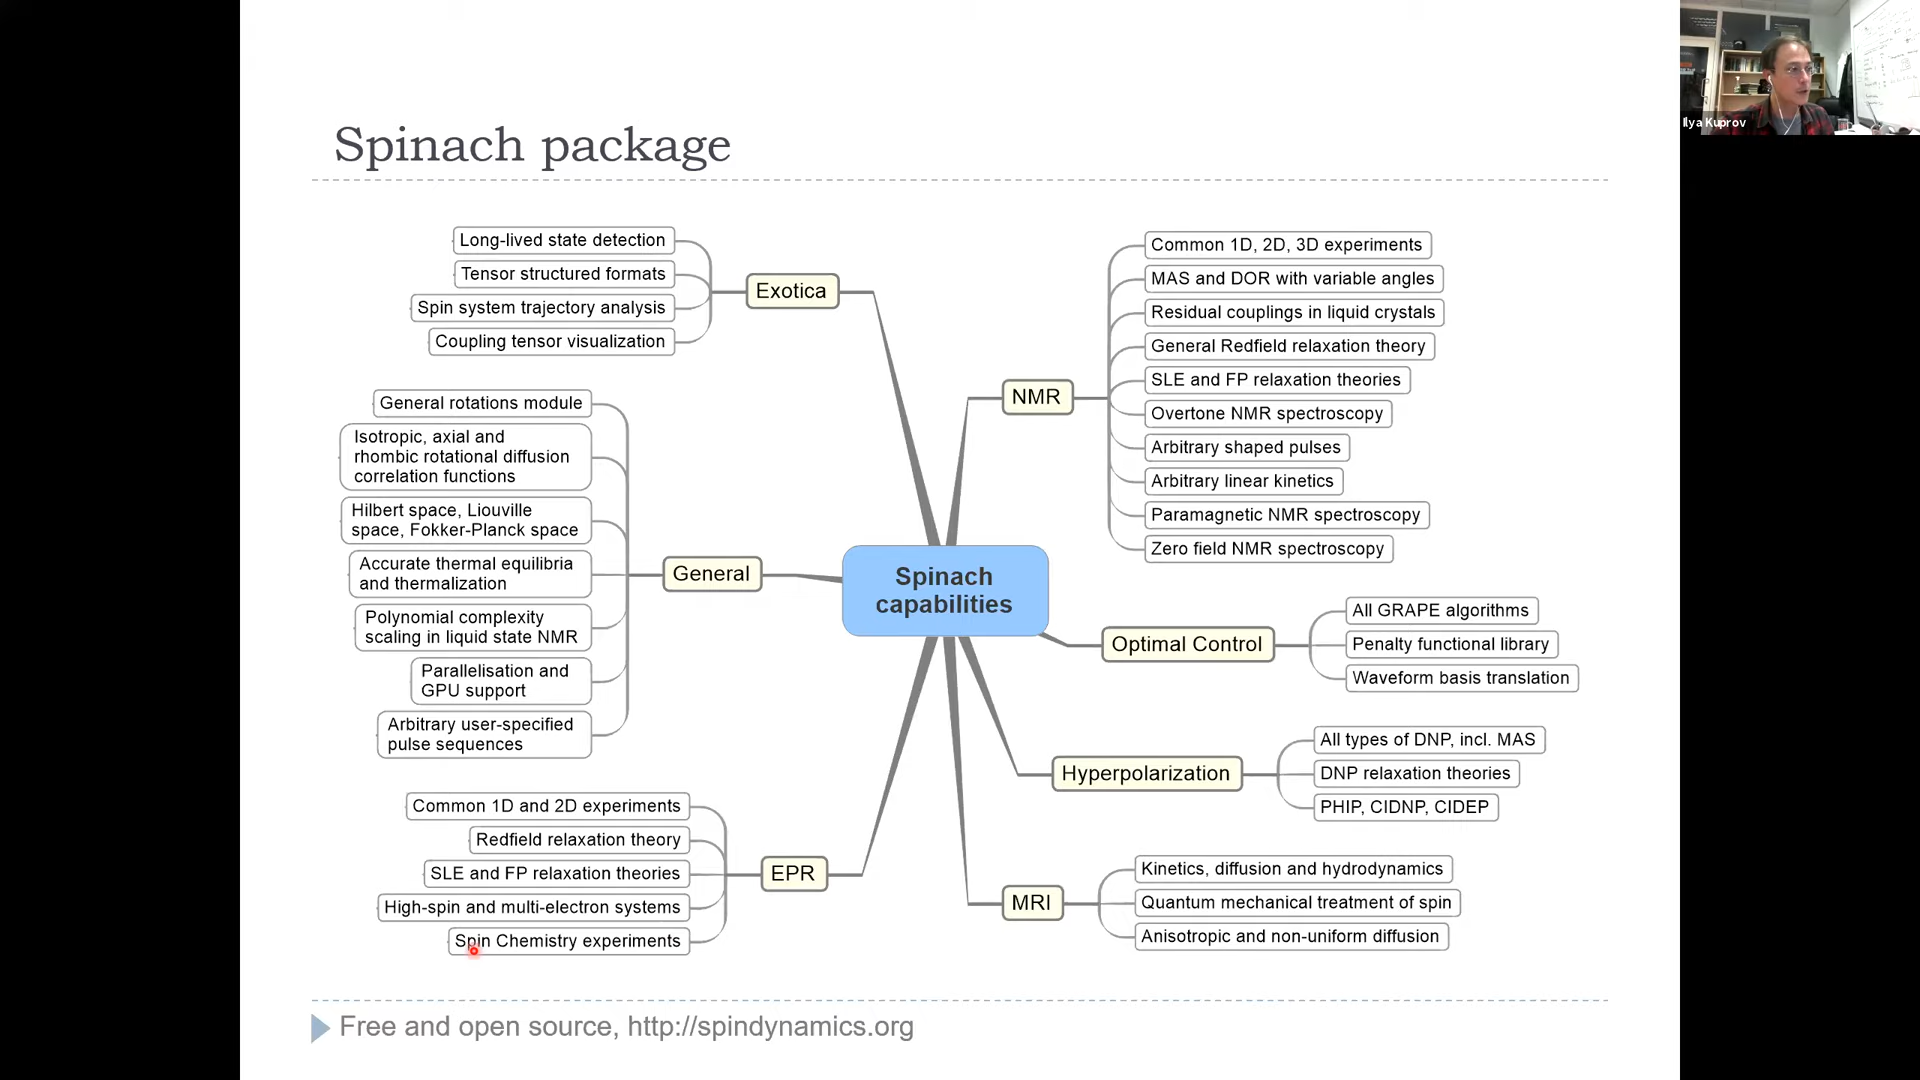 Spinach package
Ilya Kuprov
Long-lived state detection
Tensor structured formats
Spin system trajectory analysis
Coupling tensor visualization
Exotica
General rotations module
Isotropic, axial and
rhombic rotational diffusion
correlation functions
Hilbert space, Liouville
space, Fokker-Planck space
Accurate thermal equilibria
and thermalization
Polynomial complexity
scaling in liquid state NMR
Parallelisation and
GPU support
Arbitrary user-specified
pulse sequences
General
Common 1D and 2D experiments
Redfield relaxation theory
SLE and FP relaxation theories
High-spin and multi-electron systems
Spin Chemistry experiments
EPR
Spinach
capabilities
NMR
Common 1D, 2D, 3D experiments
MAS and DOR with variable angles
Residual couplings in liquid crystals
General Redfield relaxation theory
SLE and FP relaxation theories
Overtone NMR spectroscopy
Arbitrary shaped pulses
Arbitrary linear kinetics
Paramagnetic NMR spectroscopy
Zero field NMR spectroscopy
Optimal Control
All GRAPE algorithms
Penalty functional library
Waveform basis translation
Hyperpolarization
All types of DNP, incl. MAS
DNP relaxation theories
PHIP, CIDNP, CIDEP
MRI
Kinetics, diffusion and hydrodynamics
Quantum mechanical treatment of spin
Anisotropic and non-uniform diffusion
Free and open source, http://spindynamics.org